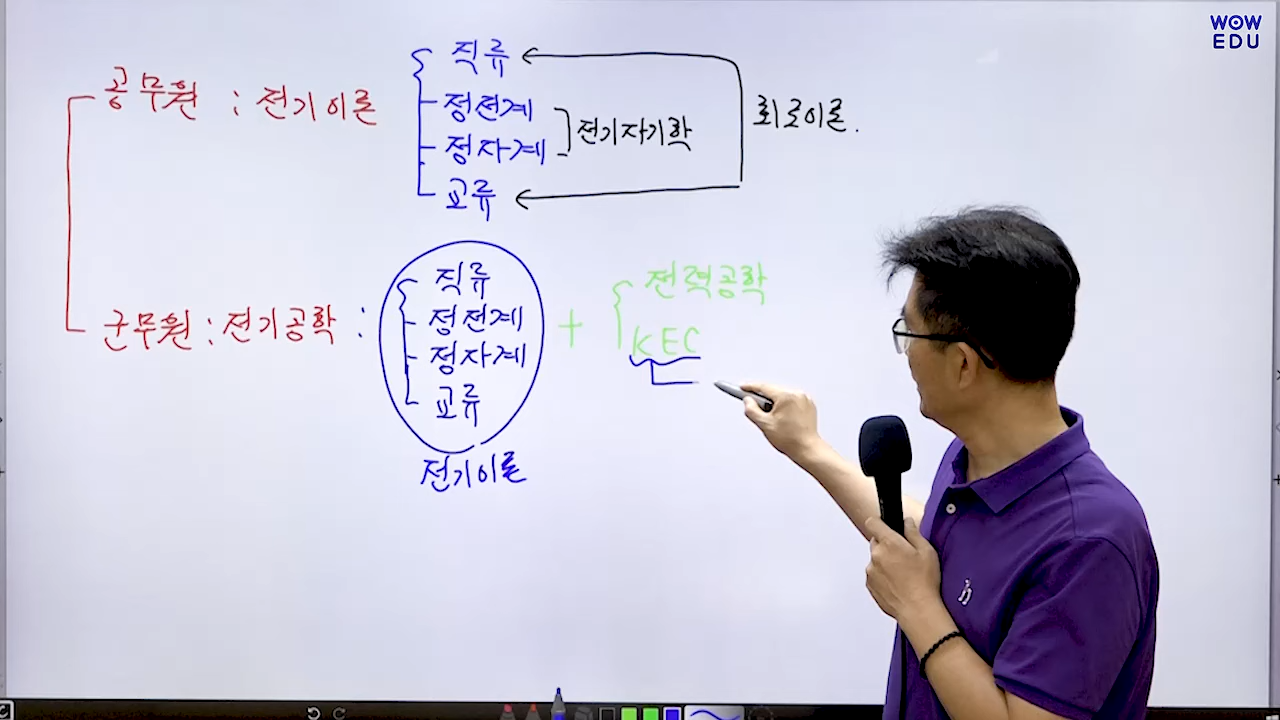 WOW
EDU
공무원 : 전기이론
직류
정전계
정자계
교류
전기자기학
회로이론.
군무원 : 전기공학 :
직류
정전계
정자계
교류
전기이론
+
전력공학
KEC